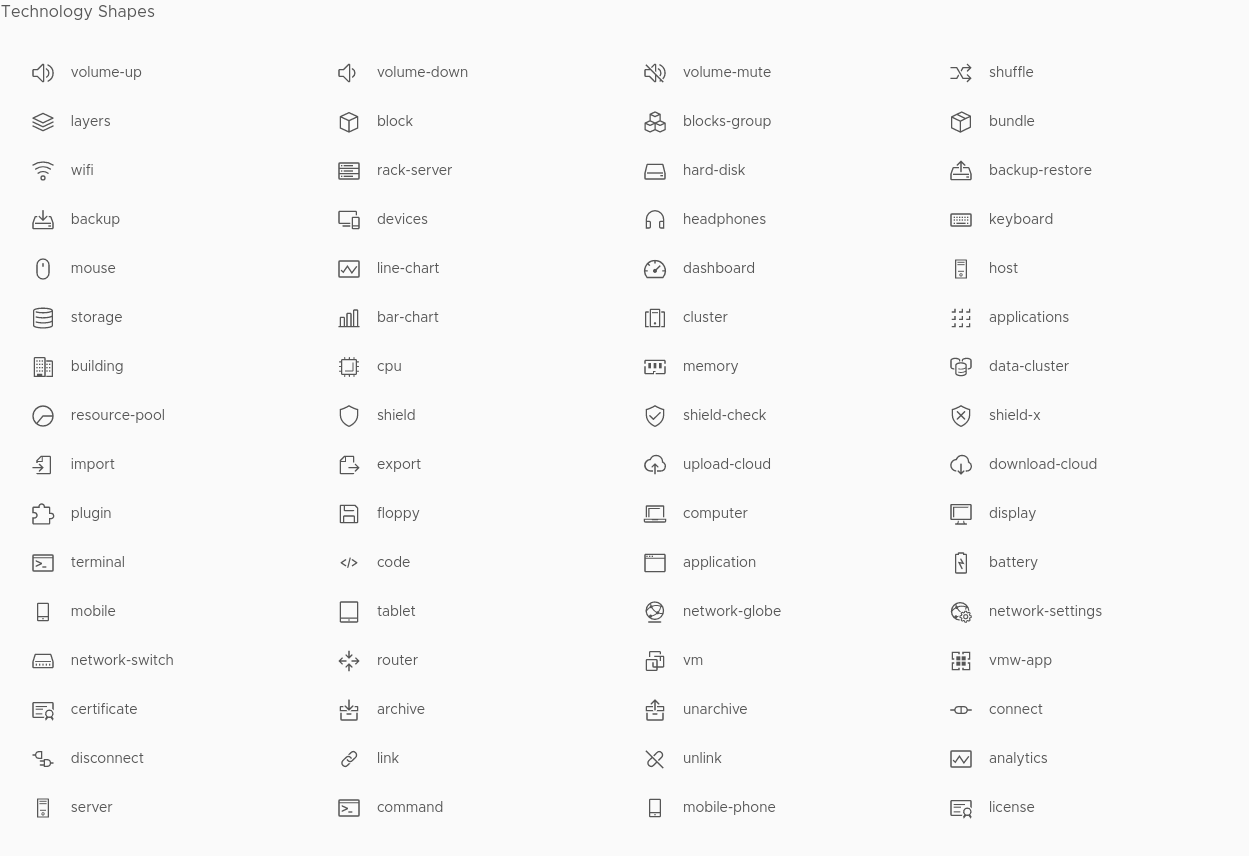 Technology Shapes
volume-up volume-down volume-mute shuffle
layers block blocks-group bundle
wifi rack-server hard-disk backup-restore
backup devices headphones keyboard
mouse line-chart dashboard host
storage bar-chart cluster applications
building cpu memory data-cluster
resource-pool shield shield-check shield-x
import export upload-cloud download-cloud
plugin floppy computer display
terminal code application battery
mobile tablet network-globe network-settings
network-switch router vm vmw-app
certificate archive unarchive connect
disconnect link unlink analytics
server command mobile-phone license